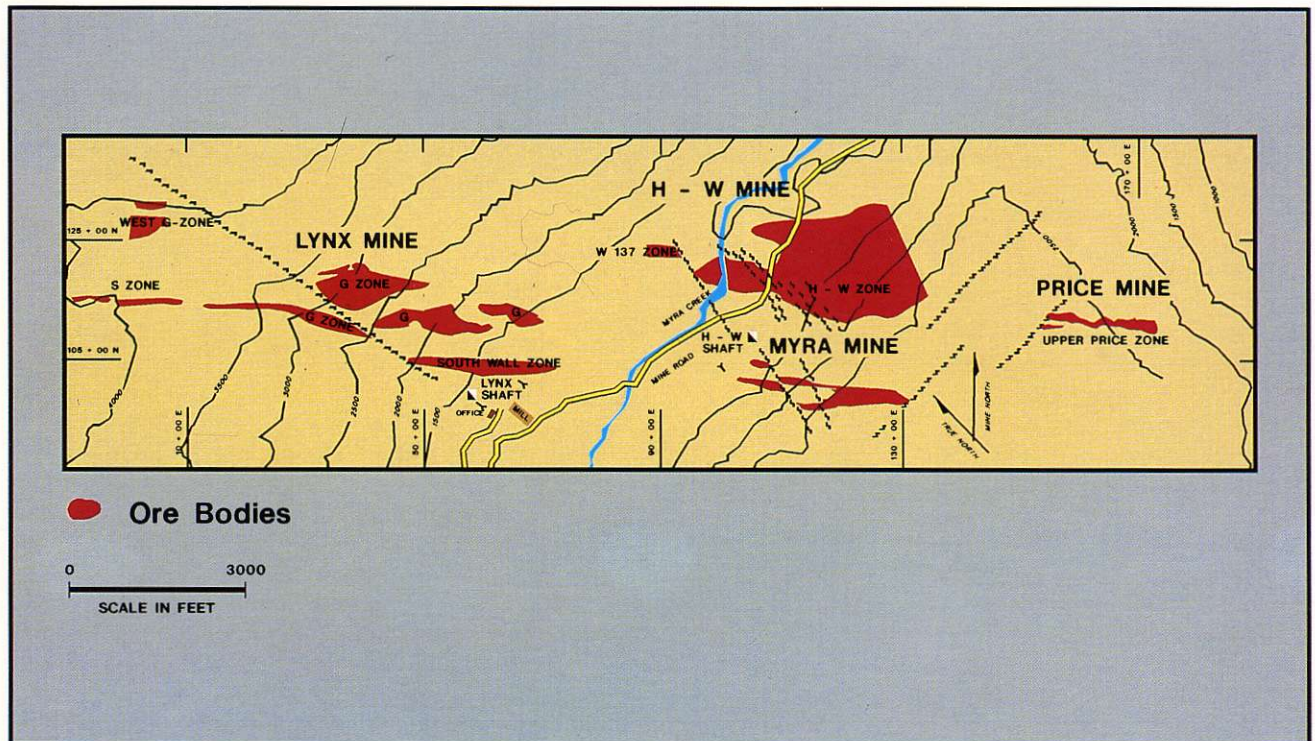 H - W MINE
170 + 00 E
WEST G-ZONE
125 + 00 N
LYNX MINE
W 137 ZONE
S ZONE
G ZONE
H - W ZONE
PRICE MINE
MYRA CREEK
G ZONE
G
G
H - W
SHAFT
MYRA MINE
UPPER PRICE ZONE
105 + 00 N
SOUTH WALL ZONE
MINE ROAD
LYNX
SHAFT
OFFICE
MILL
3500
3000
2500
2000
1500
50 + 00 E
90 + 00 E
130 + 00 E
TRUE NORTH
MINE NORTH
Ore Bodies
0 3000
SCALE IN FEET